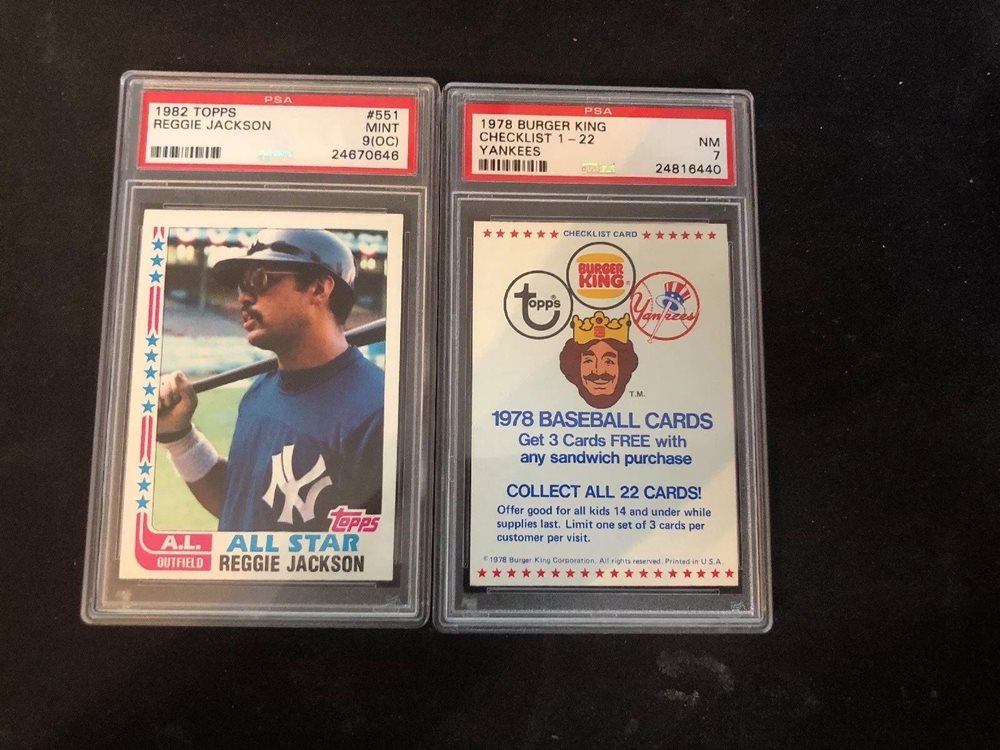 PSA
1982 TOPPS #551
REGGIE JACKSON MINT
9(OC)
24670646
A.L. ALL STAR
OUTFIELD REGGIE JACKSON
topps
NY
PSA
1978 BURGER KING
CHECKLIST 1-22 NM
YANKEES 7
24816440
CHECKLIST CARD
BURGER
KING
topps
Yankees
T.M.
1978 BASEBALL CARDS
Get 3 Cards FREE with
any sandwich purchase
COLLECT ALL 22 CARDS!
Offer good for all kids 14 and under while
supplies last. Limit one set of 3 cards per
customer per visit.
©1978 Burger King Corporation. All rights reserved. Printed in U.S.A.